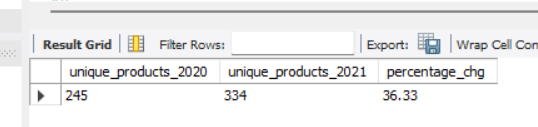 Result Grid Filter Rows: Export: Wrap Cell Con
unique_products_2020 unique_products_2021 percentage_chg
245 334 36.33